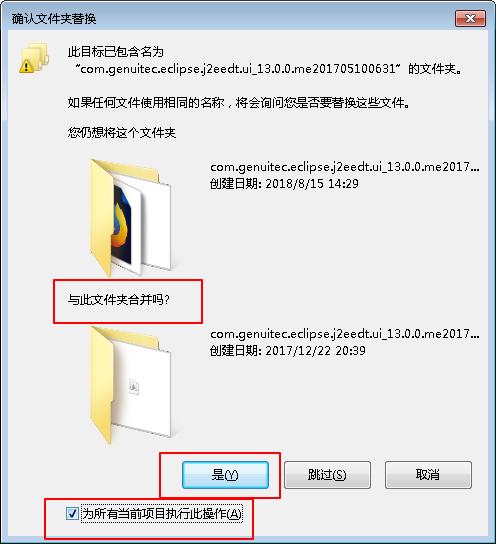 确认文件夹替换
此目标已包含名为
“com.genuitec.eclipse.j2eedt.ui_13.0.0.me201705100631”的文件夹。
如果任何文件使用相同的名称，将会询问您是否要替换这些文件。
您仍想将这个文件夹
com.genuitec.eclipse.j2eedt.ui_13.0.0.me2017...
创建日期: 2018/8/15 14:29
与此文件夹合并吗?
com.genuitec.eclipse.j2eedt.ui_13.0.0.me2017...
创建日期: 2017/12/22 20:39
是(Y) 跳过(S) 取消
为所有当前项目执行此操作(A)